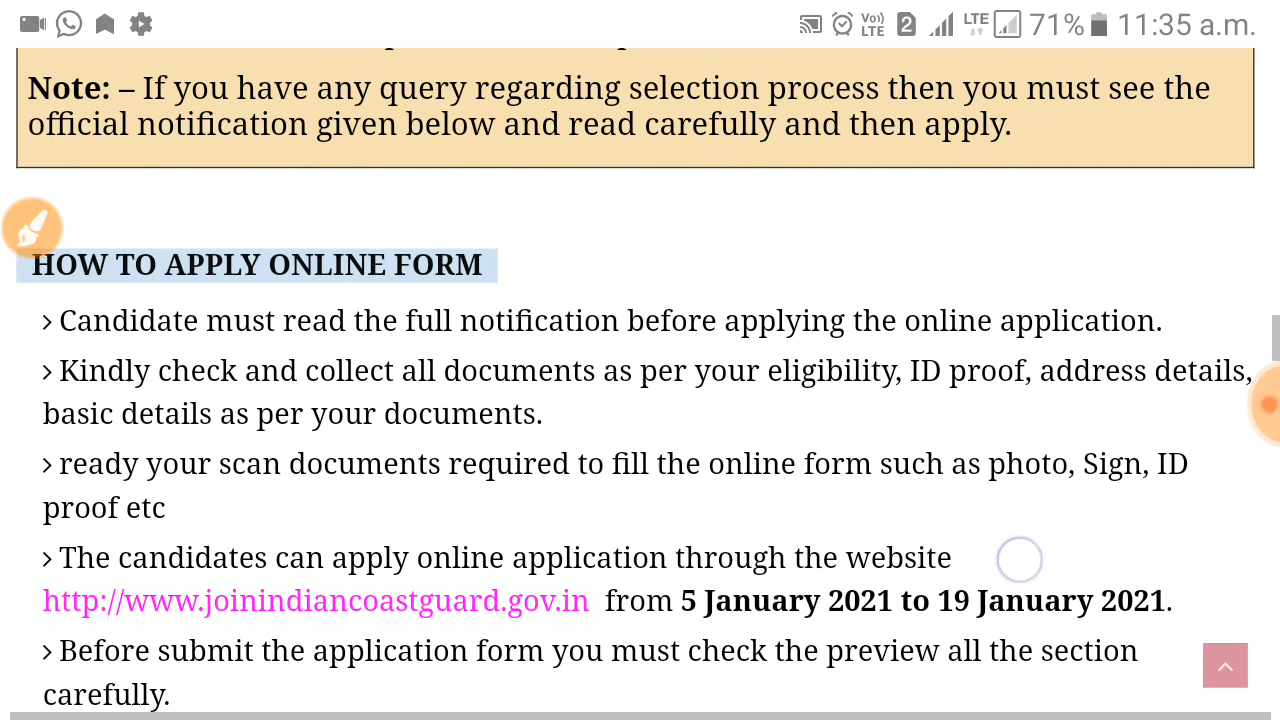 Vo)) LTE 2 LTE 71% 11:35 a.m.
Note: – If you have any query regarding selection process then you must see the
official notification given below and read carefully and then apply.
HOW TO APPLY ONLINE FORM
› Candidate must read the full notification before applying the online application.
› Kindly check and collect all documents as per your eligibility, ID proof, address details,
basic details as per your documents.
› ready your scan documents required to fill the online form such as photo, Sign, ID
proof etc
› The candidates can apply online application through the website
http://www.joinindiancoastguard.gov.in from 5 January 2021 to 19 January 2021.
› Before submit the application form you must check the preview all the section
carefully.